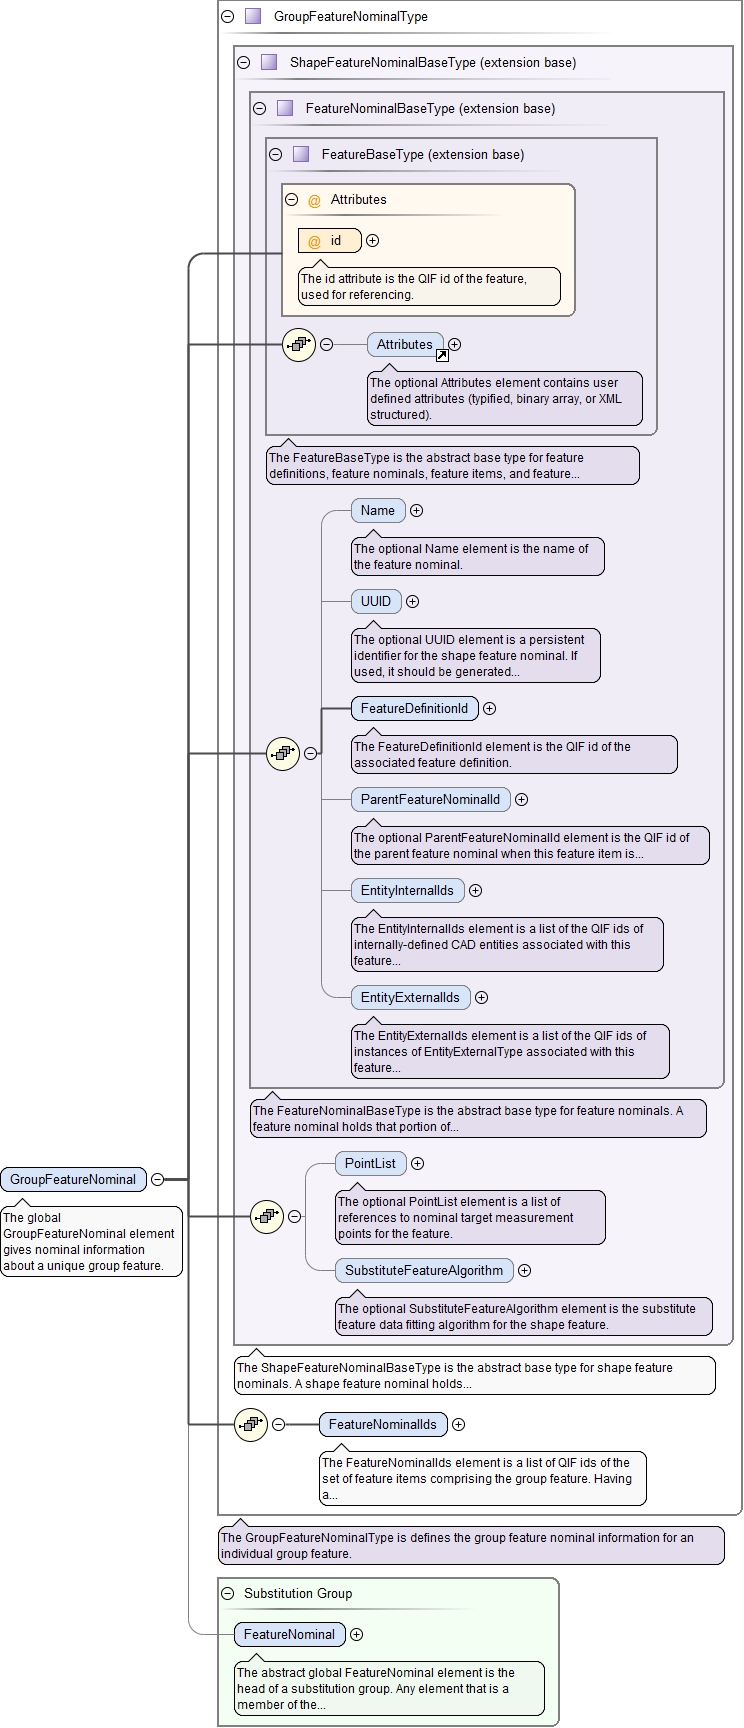 GroupFeatureNominalType
ShapeFeatureNominalBaseType (extension base)
FeatureNominalBaseType (extension base)
FeatureBaseType (extension base)
@ Attributes
@ id
The id attribute is the QIF id of the feature,
used for referencing.
Attributes
The optional Attributes element contains user
defined attributes (typified, binary array, or XML
structured).
The FeatureBaseType is the abstract base type for feature
definitions, feature nominals, feature items, and feature...
Name
The optional Name element is the name of
the feature nominal.
UUID
The optional UUID element is a persistent
identifier for the shape feature nominal. If
used, it should be generated...
FeatureDefinitionId
The FeatureDefinitionId element is the QIF id of the
associated feature definition.
ParentFeatureNominalId
The optional ParentFeatureNominalId element is the QIF id of
the parent feature nominal when this feature item is...
EntityInternalIds
The EntityInternalIds element is a list of the QIF ids of
internally-defined CAD entities associated with this
feature...
EntityExternalIds
The EntityExternalIds element is a list of the QIF ids of
instances of EntityExternalType associated with this
feature...
The FeatureNominalBaseType is the abstract base type for feature nominals. A
feature nominal holds that portion of...
GroupFeatureNominal
The global
GroupFeatureNominal element
gives nominal information
about a unique group feature.
PointList
The optional PointList element is a list of
references to nominal target measurement
points for the feature.
SubstituteFeatureAlgorithm
The optional SubstituteFeatureAlgorithm element is the substitute
feature data fitting algorithm for the shape feature.
The ShapeFeatureNominalBaseType is the abstract base type for shape feature
nominals. A shape feature nominal holds...
FeatureNominalIds
The FeatureNominalIds element is a list of QIF ids of the
set of feature items comprising the group feature. Having
a...
The GroupFeatureNominalType is defines the group feature nominal information for an
individual group feature.
Substitution Group
FeatureNominal
The abstract global FeatureNominal element is the
head of a substitution group. Any element that is a
member of the...